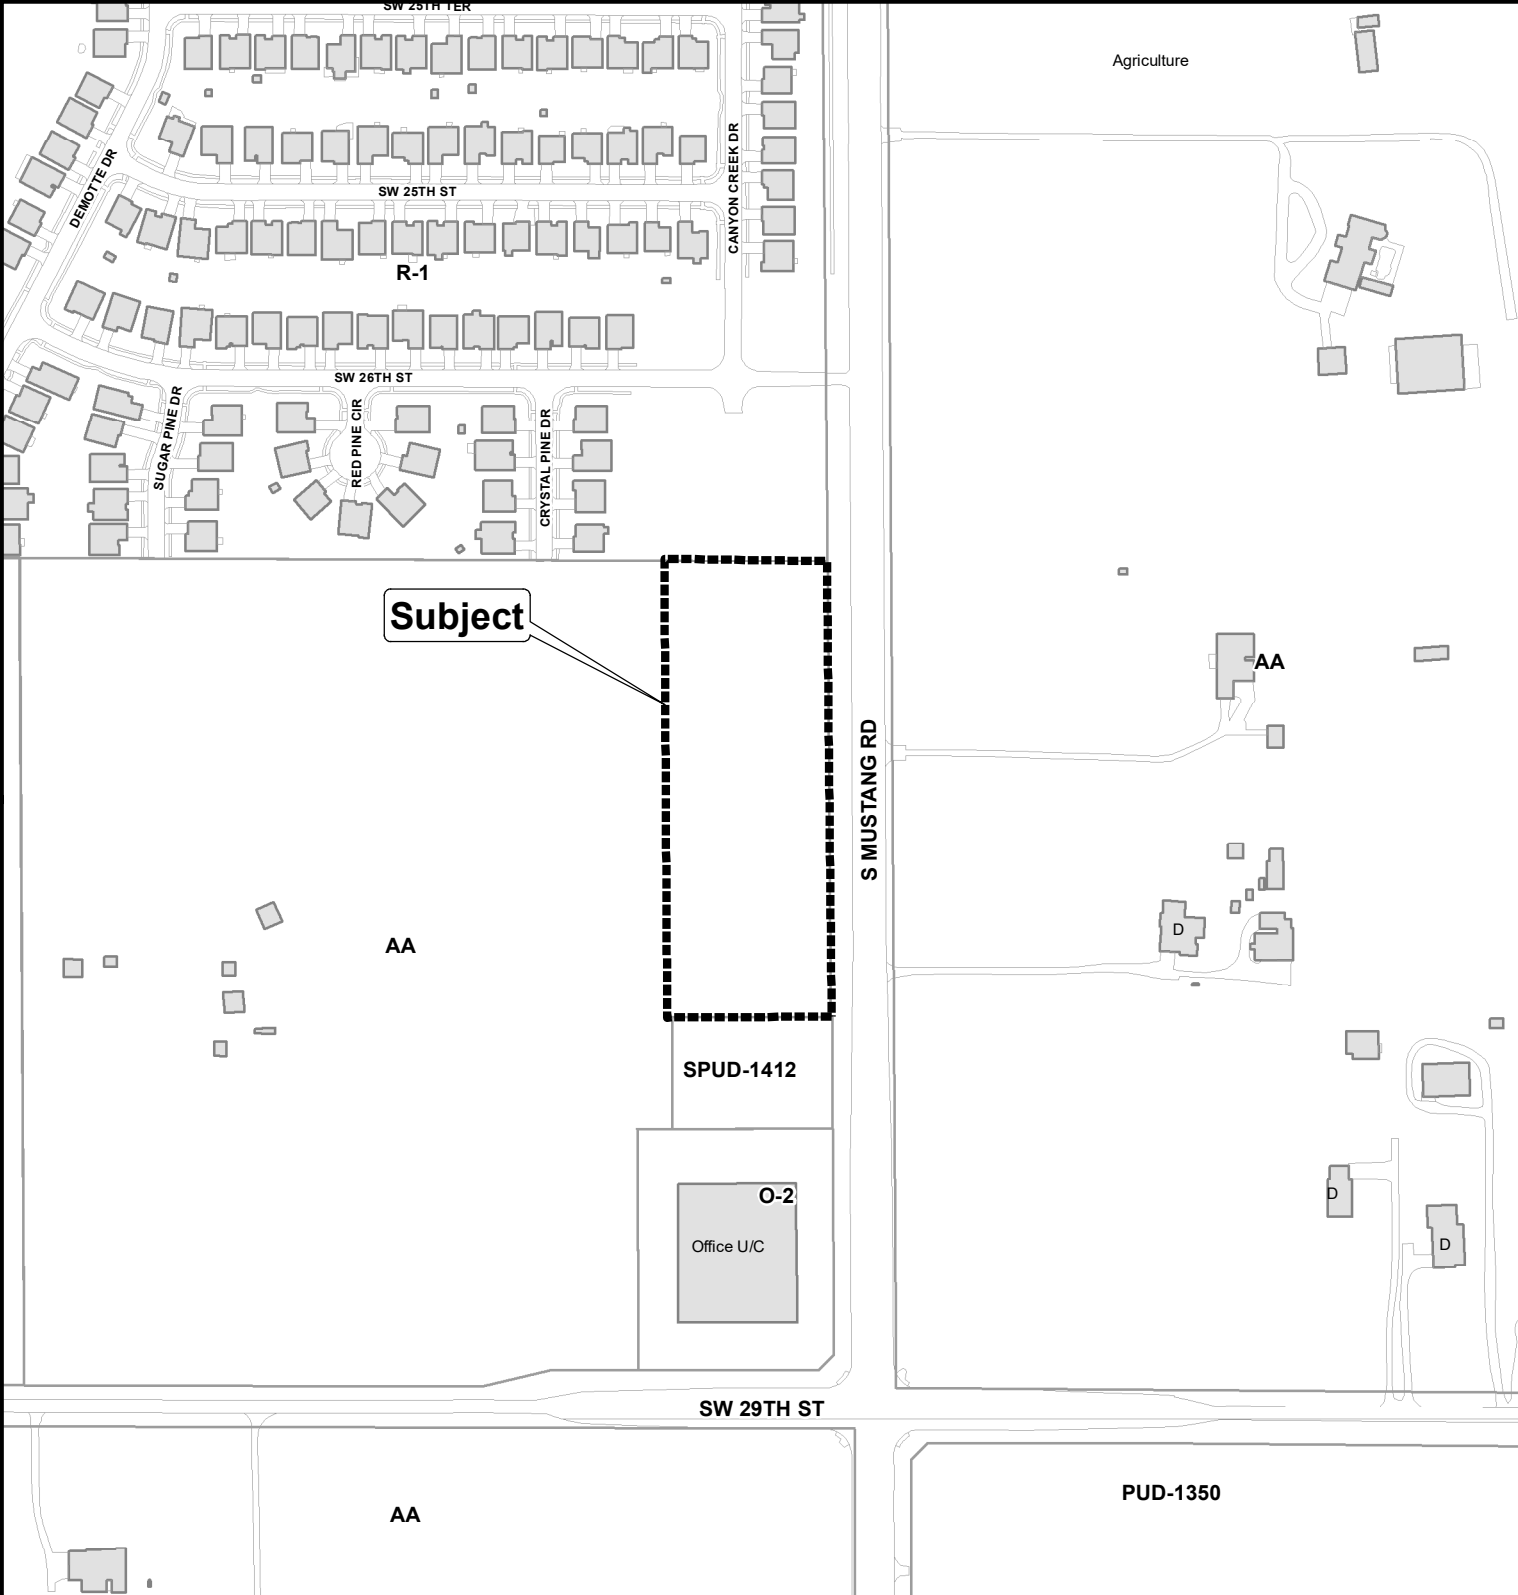 SW 25TH TER
Agriculture
DEMOTTE DR
SW 25TH ST
CANYON CREEK DR
R-1
SW 26TH ST
SUGAR PINE DR
RED PINE CIR
CRYSTAL PINE DR
Subject
AA
S MUSTANG RD
D
AA
SPUD-1412
O-2
D
Office U/C
D
SW 29TH ST
PUD-1350
AA